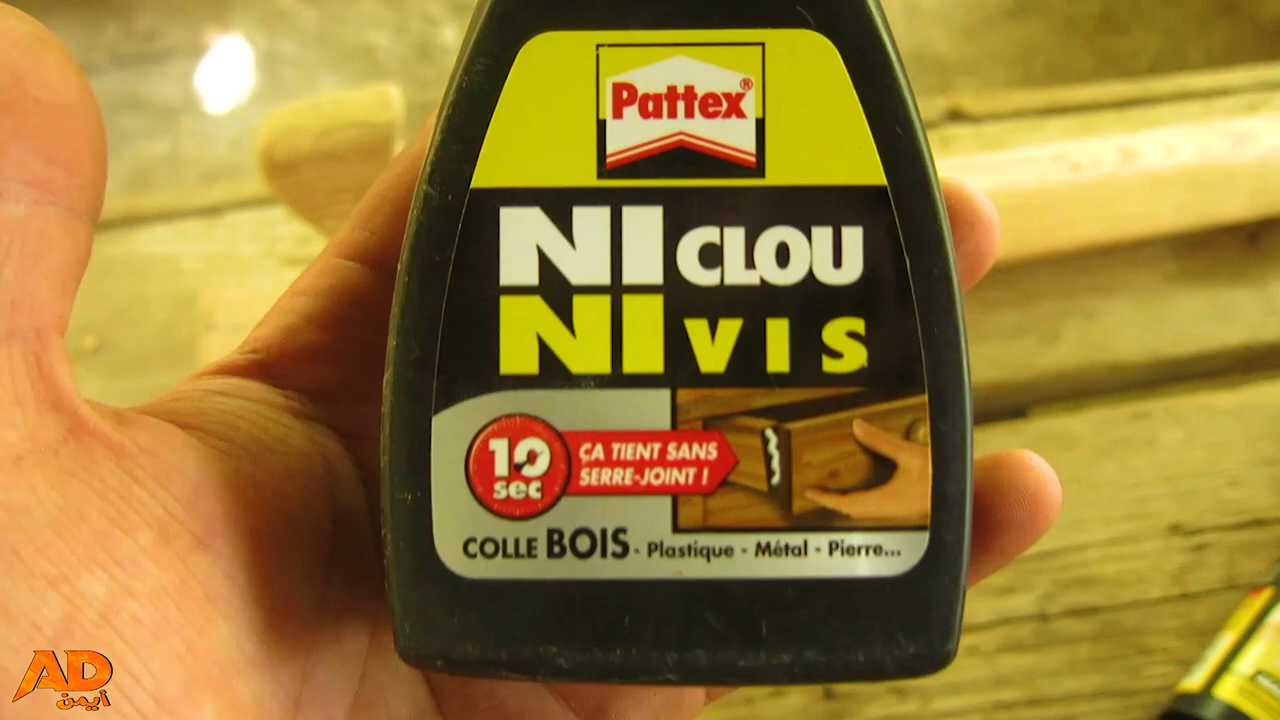 Pattex®
NI CLOU
NI VIS
10 sec
ÇA TIENT SANS
SERRE-JOINT !
COLLE BOIS - Plastique - Métal - Pierre...
AD
أيمن